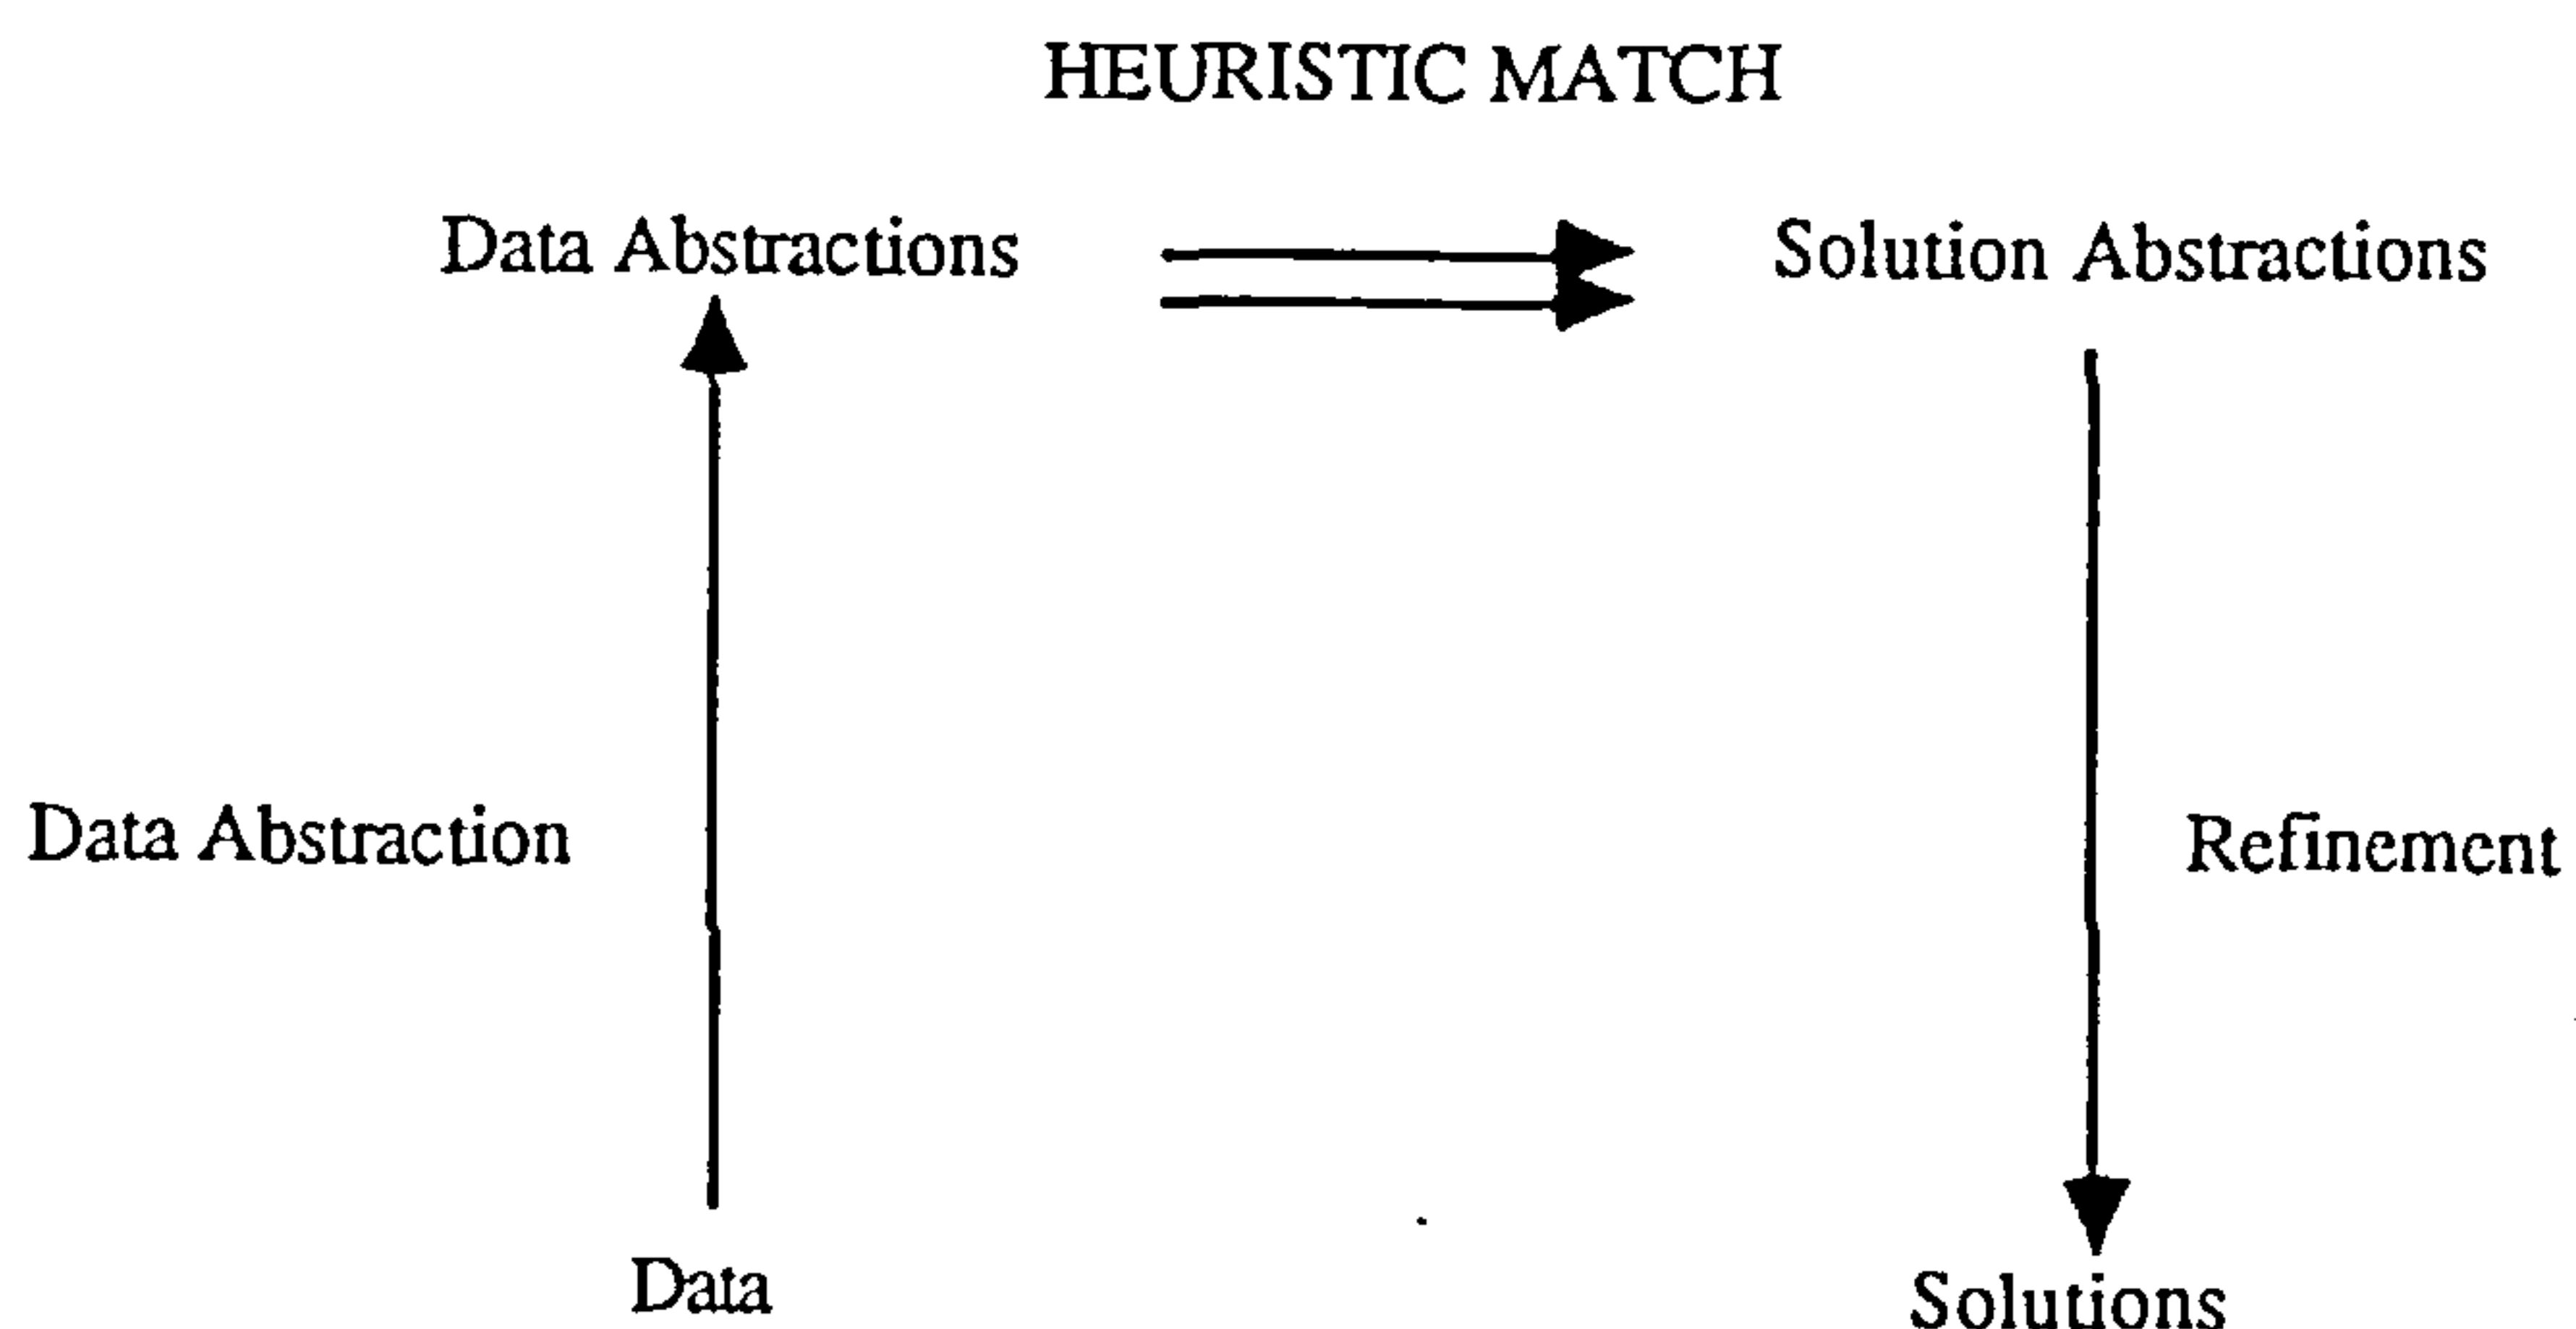 HEURISTIC MATCH
Data Abstractions
Solution Abstractions
Data Abstraction
Refinement
Data
Solutions